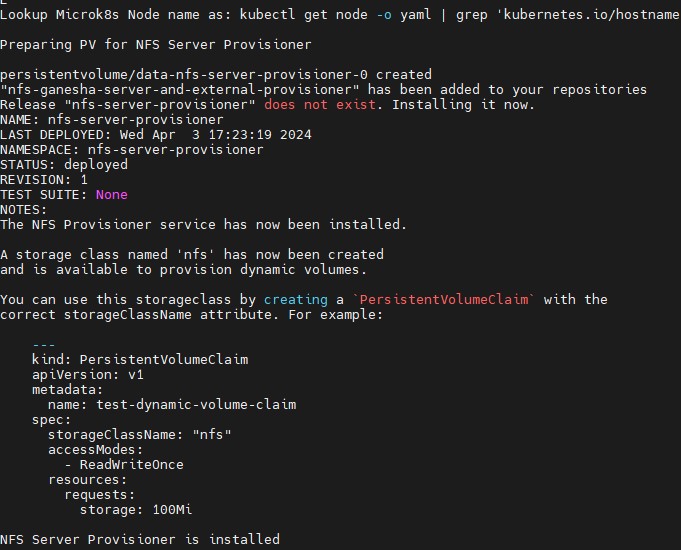 Lookup Microk8s Node name as: kubectl get node -o yaml | grep 'kubernetes.io/hostname
Preparing PV for NFS Server Provisioner
persistentvolume/data-nfs-server-provisioner-0 created
"nfs-ganesha-server-and-external-provisioner" has been added to your repositories
Release "nfs-server-provisioner" does not exist. Installing it now.
NAME: nfs-server-provisioner
LAST DEPLOYED: Wed Apr  3 17:23:19 2024
NAMESPACE: nfs-server-provisioner
STATUS: deployed
REVISION: 1
TEST SUITE: None
NOTES:
The NFS Provisioner service has now been installed.
A storage class named 'nfs' has now been created
and is available to provision dynamic volumes.
You can use this storageclass by creating a `PersistentVolumeClaim` with the
correct storageClassName attribute. For example:
    ---
    kind: PersistentVolumeClaim
    apiVersion: v1
    metadata:
      name: test-dynamic-volume-claim
    spec:
      storageClassName: "nfs"
      accessModes:
        - ReadWriteOnce
      resources:
        requests:
          storage: 100Mi
NFS Server Provisioner is installed